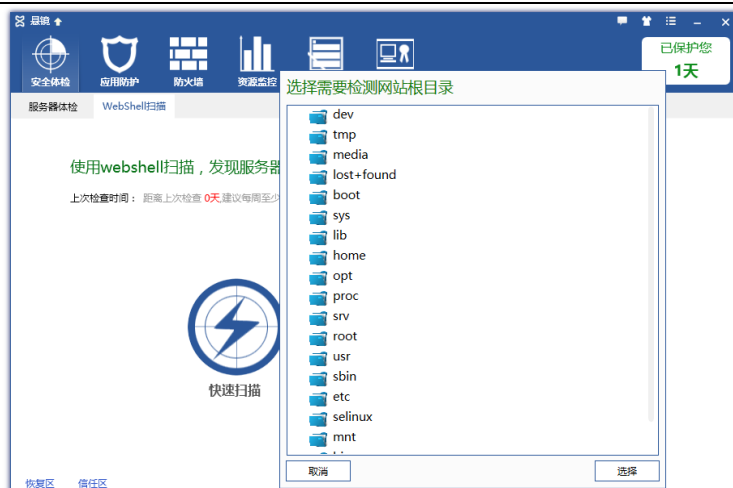 悬镜
已保护您
1天
安全体检
应用防护
防火墙
资源监控
服务器体检
WebShell扫描
使用webshell扫描，发现服务器
上次检查时间： 距离上次检查 0天,建议每周至少
快速扫描
恢复区
信任区
选择需要检测网站根目录
dev
tmp
media
lost+found
boot
sys
lib
home
opt
proc
srv
root
usr
sbin
etc
selinux
mnt
取消
选择